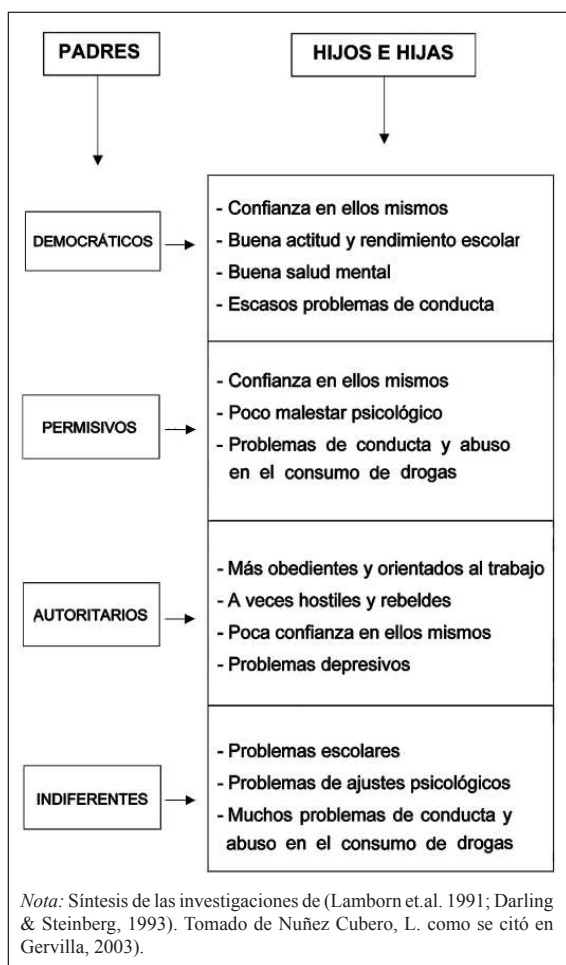 PADRES
HIJOS E HIJAS
DEMOCRÁTICOS
- Confianza en ellos mismos
- Buena actitud y rendimiento escolar
- Buena salud mental
- Escasos problemas de conducta
PERMISIVOS
- Confianza en ellos mismos
- Poco malestar psicológico
- Problemas de conducta y abuso
en el consumo de drogas
AUTORITARIOS
- Más obedientes y orientados al trabajo
- A veces hostiles y rebeldes
- Poca confianza en ellos mismos
- Problemas depresivos
INDIFERENTES
- Problemas escolares
- Problemas de ajustes psicológicos
- Muchos problemas de conducta y
abuso en el consumo de drogas
Nota: Síntesis de las investigaciones de (Lamborn et.al. 1991; Darling
& Steinberg, 1993). Tomado de Nuñez Cubero, L. como se citó en
Gervilla, 2003).